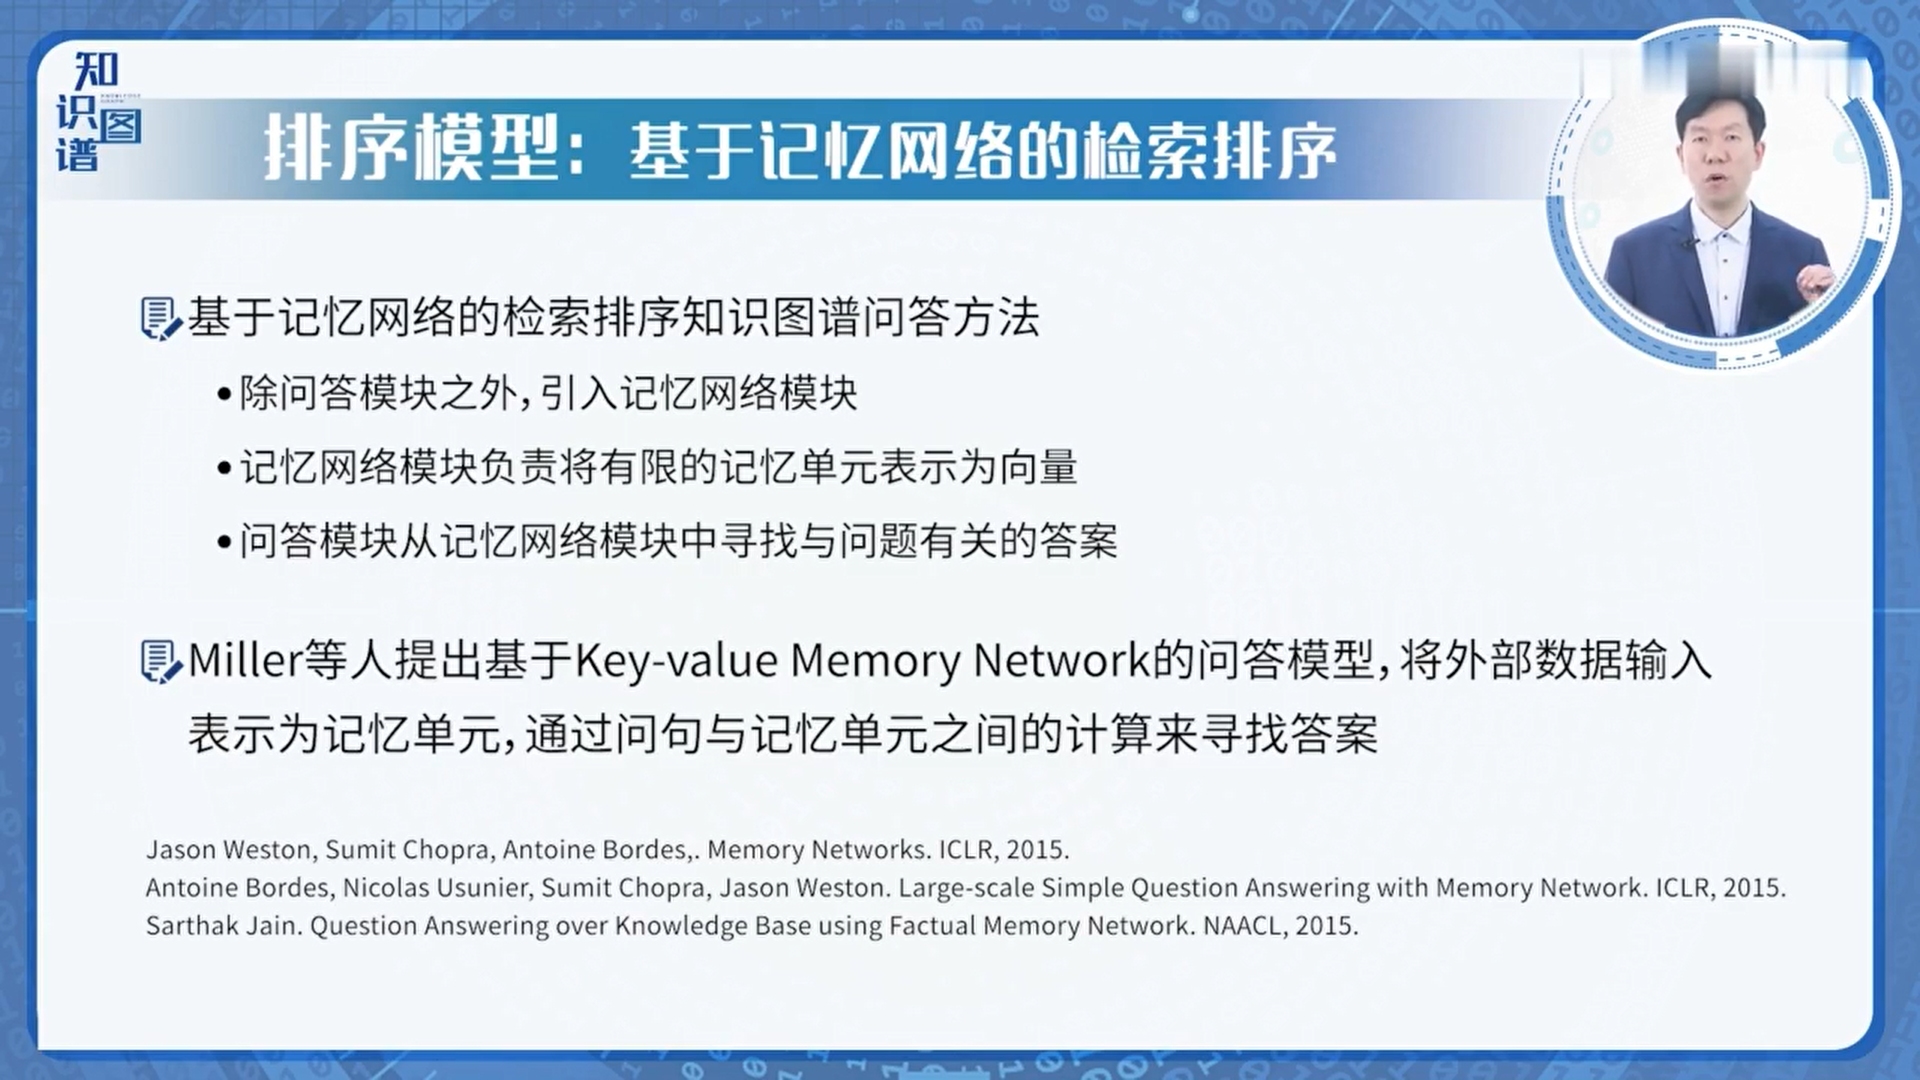 知识图谱
排序模型：基于记忆网络的检索排序
基于记忆网络的检索排序知识图谱问答方法
•除问答模块之外，引入记忆网络模块
•记忆网络模块负责将有限的记忆单元表示为向量
•问答模块从记忆网络模块中寻找与问题有关的答案
Miller等人提出基于Key-value Memory Network的问答模型，将外部数据输入
表示为记忆单元，通过问句与记忆单元之间的计算来寻找答案
Jason Weston, Sumit Chopra, Antoine Bordes,. Memory Networks. ICLR, 2015.
Antoine Bordes, Nicolas Usunier, Sumit Chopra, Jason Weston. Large-scale Simple Question Answering with Memory Network. ICLR, 2015.
Sarthak Jain. Question Answering over Knowledge Base using Factual Memory Network. NAACL, 2015.